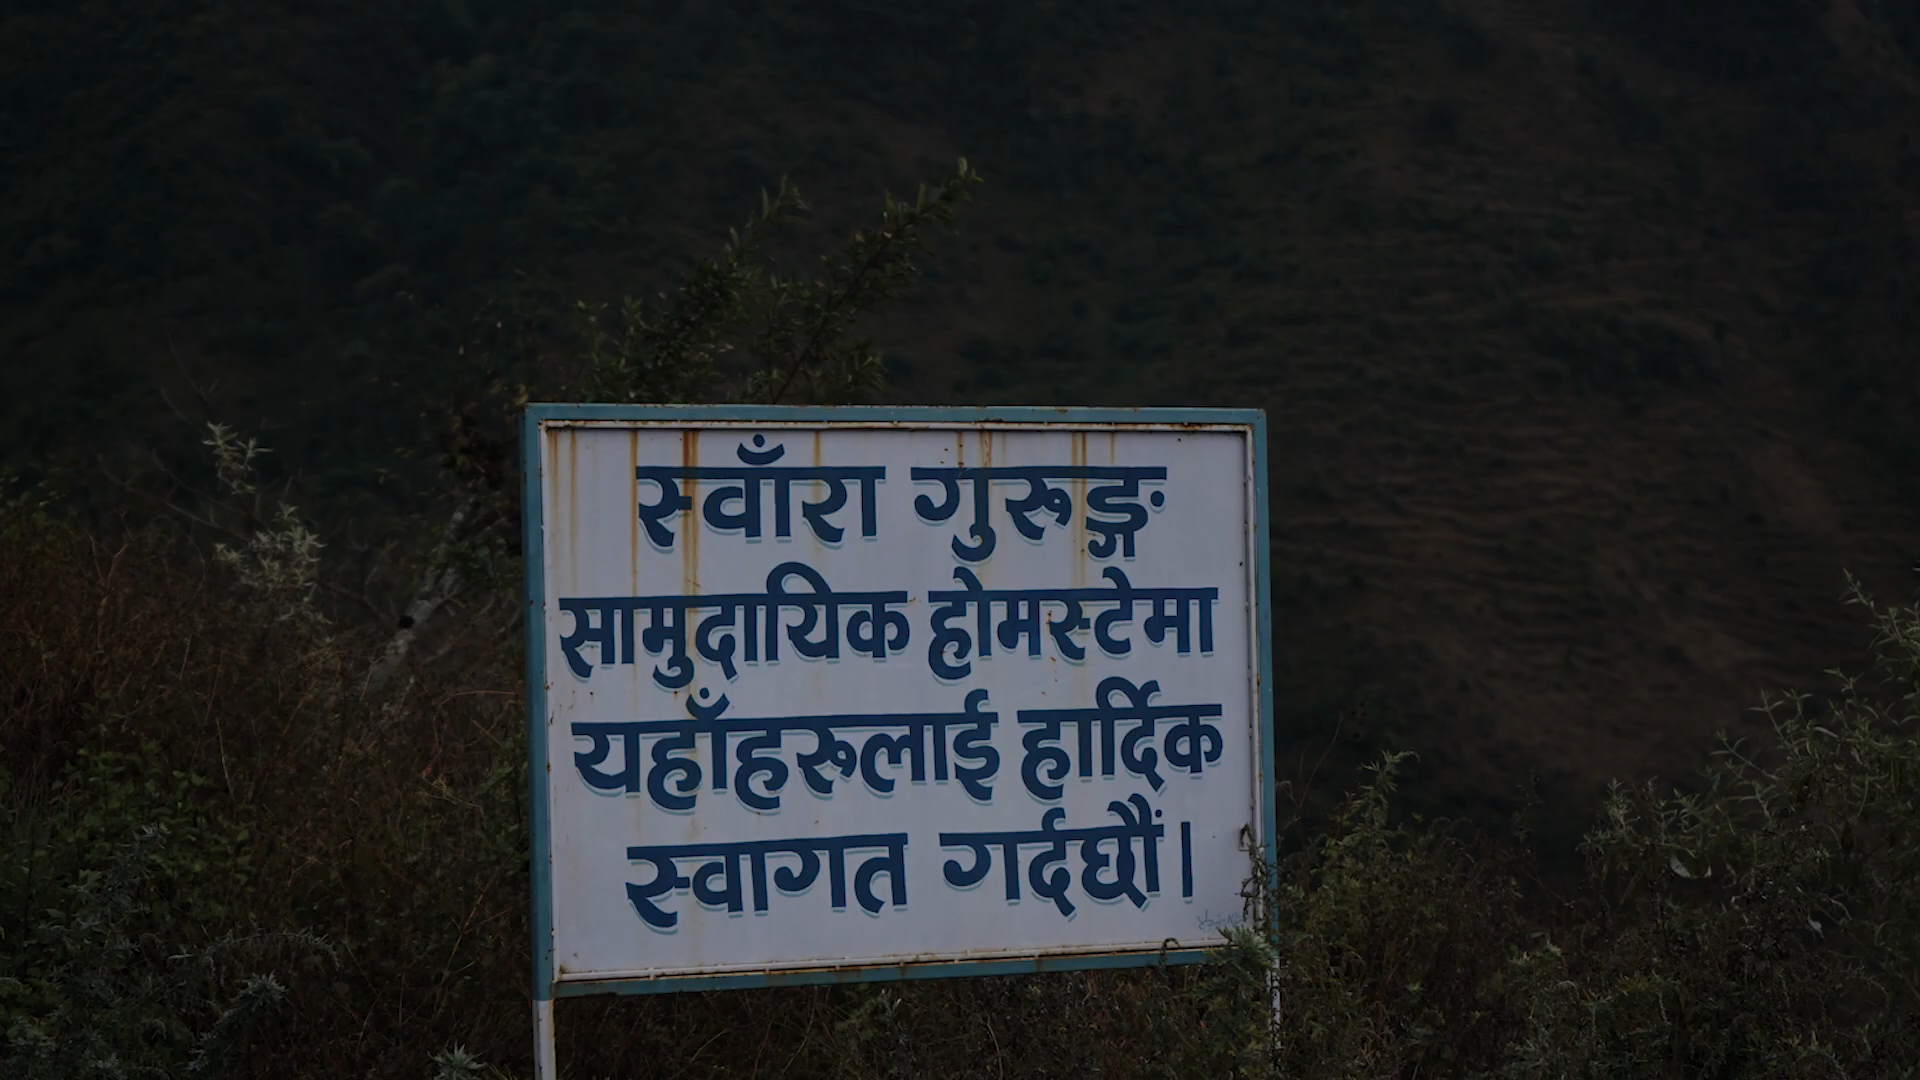 स्वाँरा गुरूङ्ग
सामुदायिक होमस्टेमा
यहाँहरूलाई हार्दिक
स्वागत गर्दछौं।